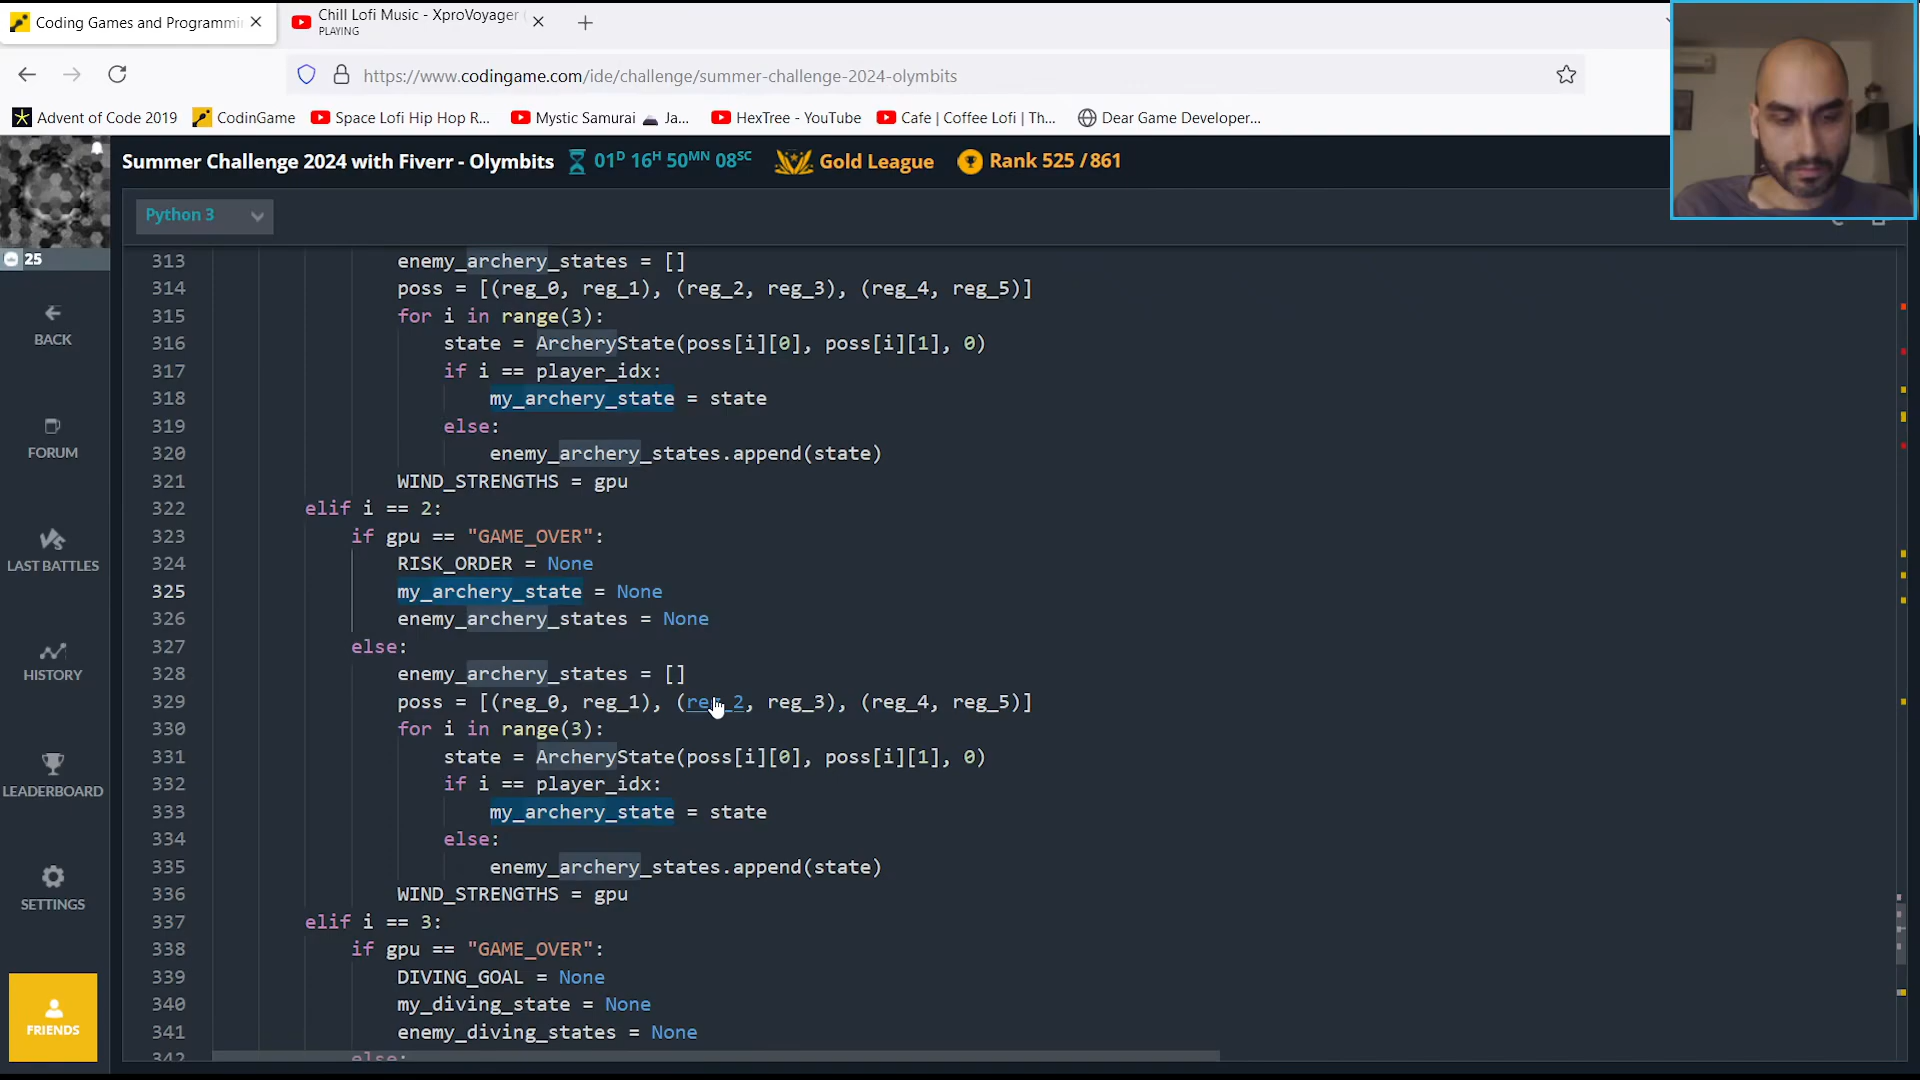 Coding Games and Programmi
Chill Lofi Music - XproVoyager
PLAYING
https://www.codingame.com/ide/challenge/summer-challenge-2024-olymbits
Advent of Code 2019
CodinGame
Space Lofi Hip Hop R...
Mystic Samurai ... Ja...
HexTree - YouTube
Cafe | Coffee Lofi | Th...
Dear Game Developer...
Summer Challenge 2024 with Fiverr - Olymbits
01D 16H 50MN 08SC
Gold League
Rank 525 / 861
Python 3
25
BACK
FORUM
LAST BATTLES
HISTORY
LEADERBOARD
SETTINGS
FRIENDS
313 enemy_archery_states = []
314 poss = [(reg_0, reg_1), (reg_2, reg_3), (reg_4, reg_5)]
315 for i in range(3):
316 state = ArcheryState(poss[i][0], poss[i][1], 0)
317 if i == player_idx:
318 my_archery_state = state
319 else:
320 enemy_archery_states.append(state)
321 WIND_STRENGTHS = gpu
322 elif i == 2:
323 if gpu == "GAME_OVER":
324 RISK_ORDER = None
325 my_archery_state = None
326 enemy_archery_states = None
327 else:
328 enemy_archery_states = []
329 poss = [(reg_0, reg_1), (reg_2, reg_3), (reg_4, reg_5)]
330 for i in range(3):
331 state = ArcheryState(poss[i][0], poss[i][1], 0)
332 if i == player_idx:
333 my_archery_state = state
334 else:
335 enemy_archery_states.append(state)
336 WIND_STRENGTHS = gpu
337 elif i == 3:
338 if gpu == "GAME_OVER":
339 DIVING_GOAL = None
340 my_diving_state = None
341 enemy_diving_states = None
342 else: